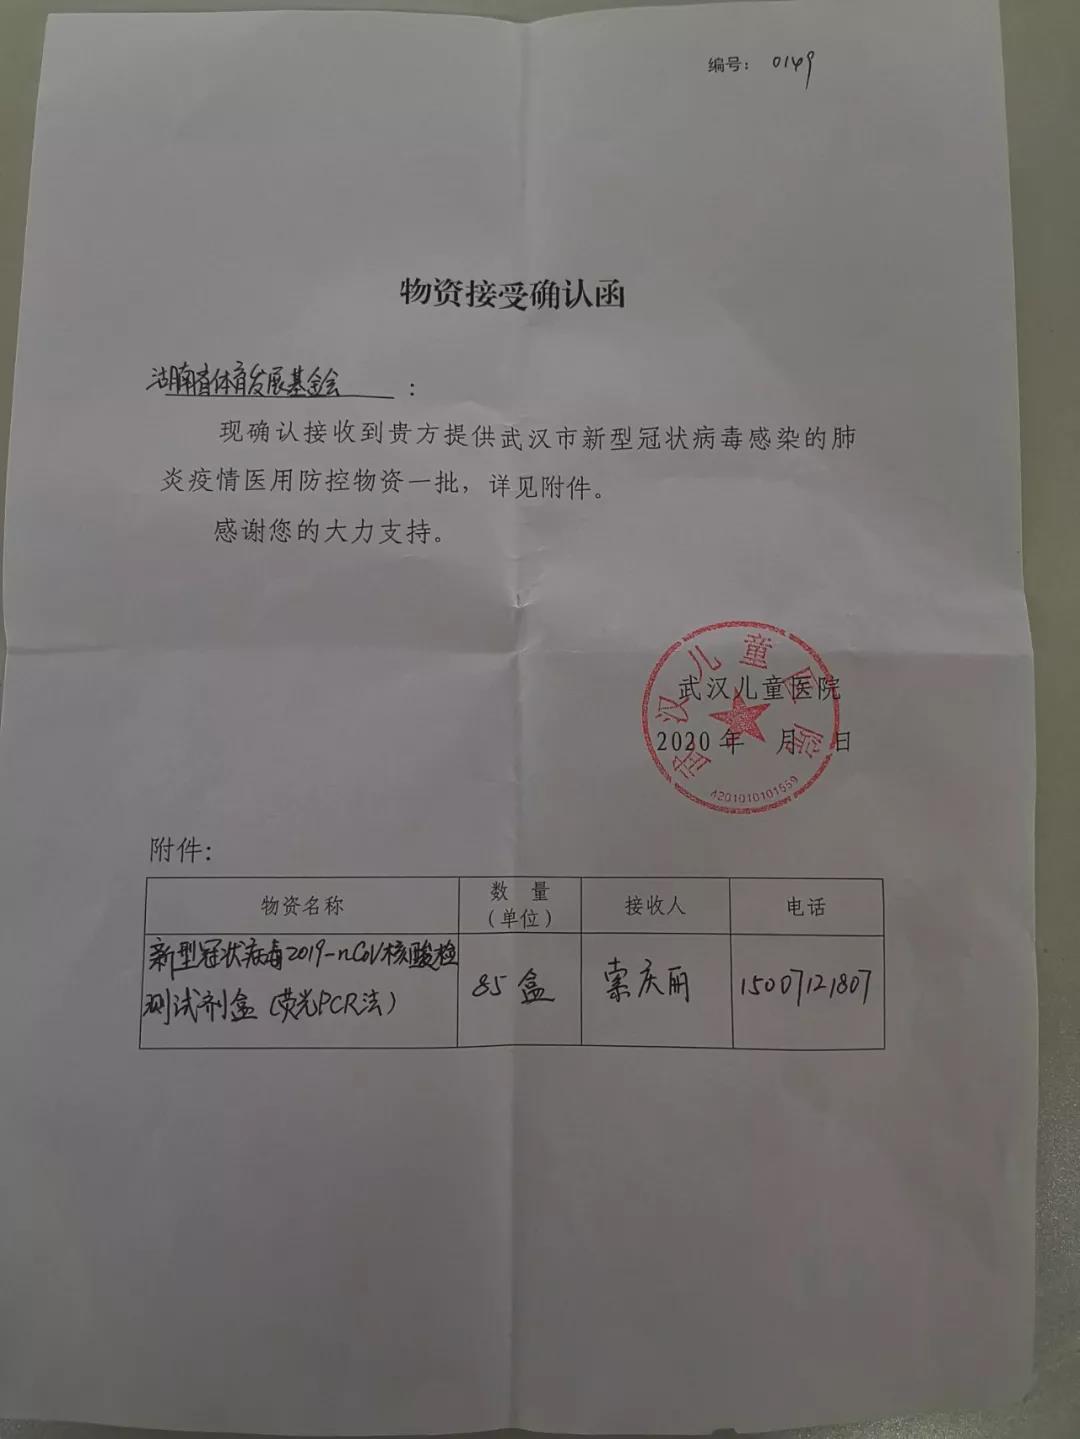 编号: 0149
物资接受确认函
湖南省体育发展基金会:
现确认接收到贵方提供武汉市新型冠状病毒感染的肺
炎疫情医用防控物资一批，详见附件。
感谢您的大力支持。
武汉儿童医院
武汉儿童医院
2020年 月 日
4201010101559
附件:
物资名称 数 量 (单位) 接收人 电话
新型冠状病毒2019-nCoV核酸检
测试剂盒(荧光PCR法) 85盒 索庆丽 15007121807